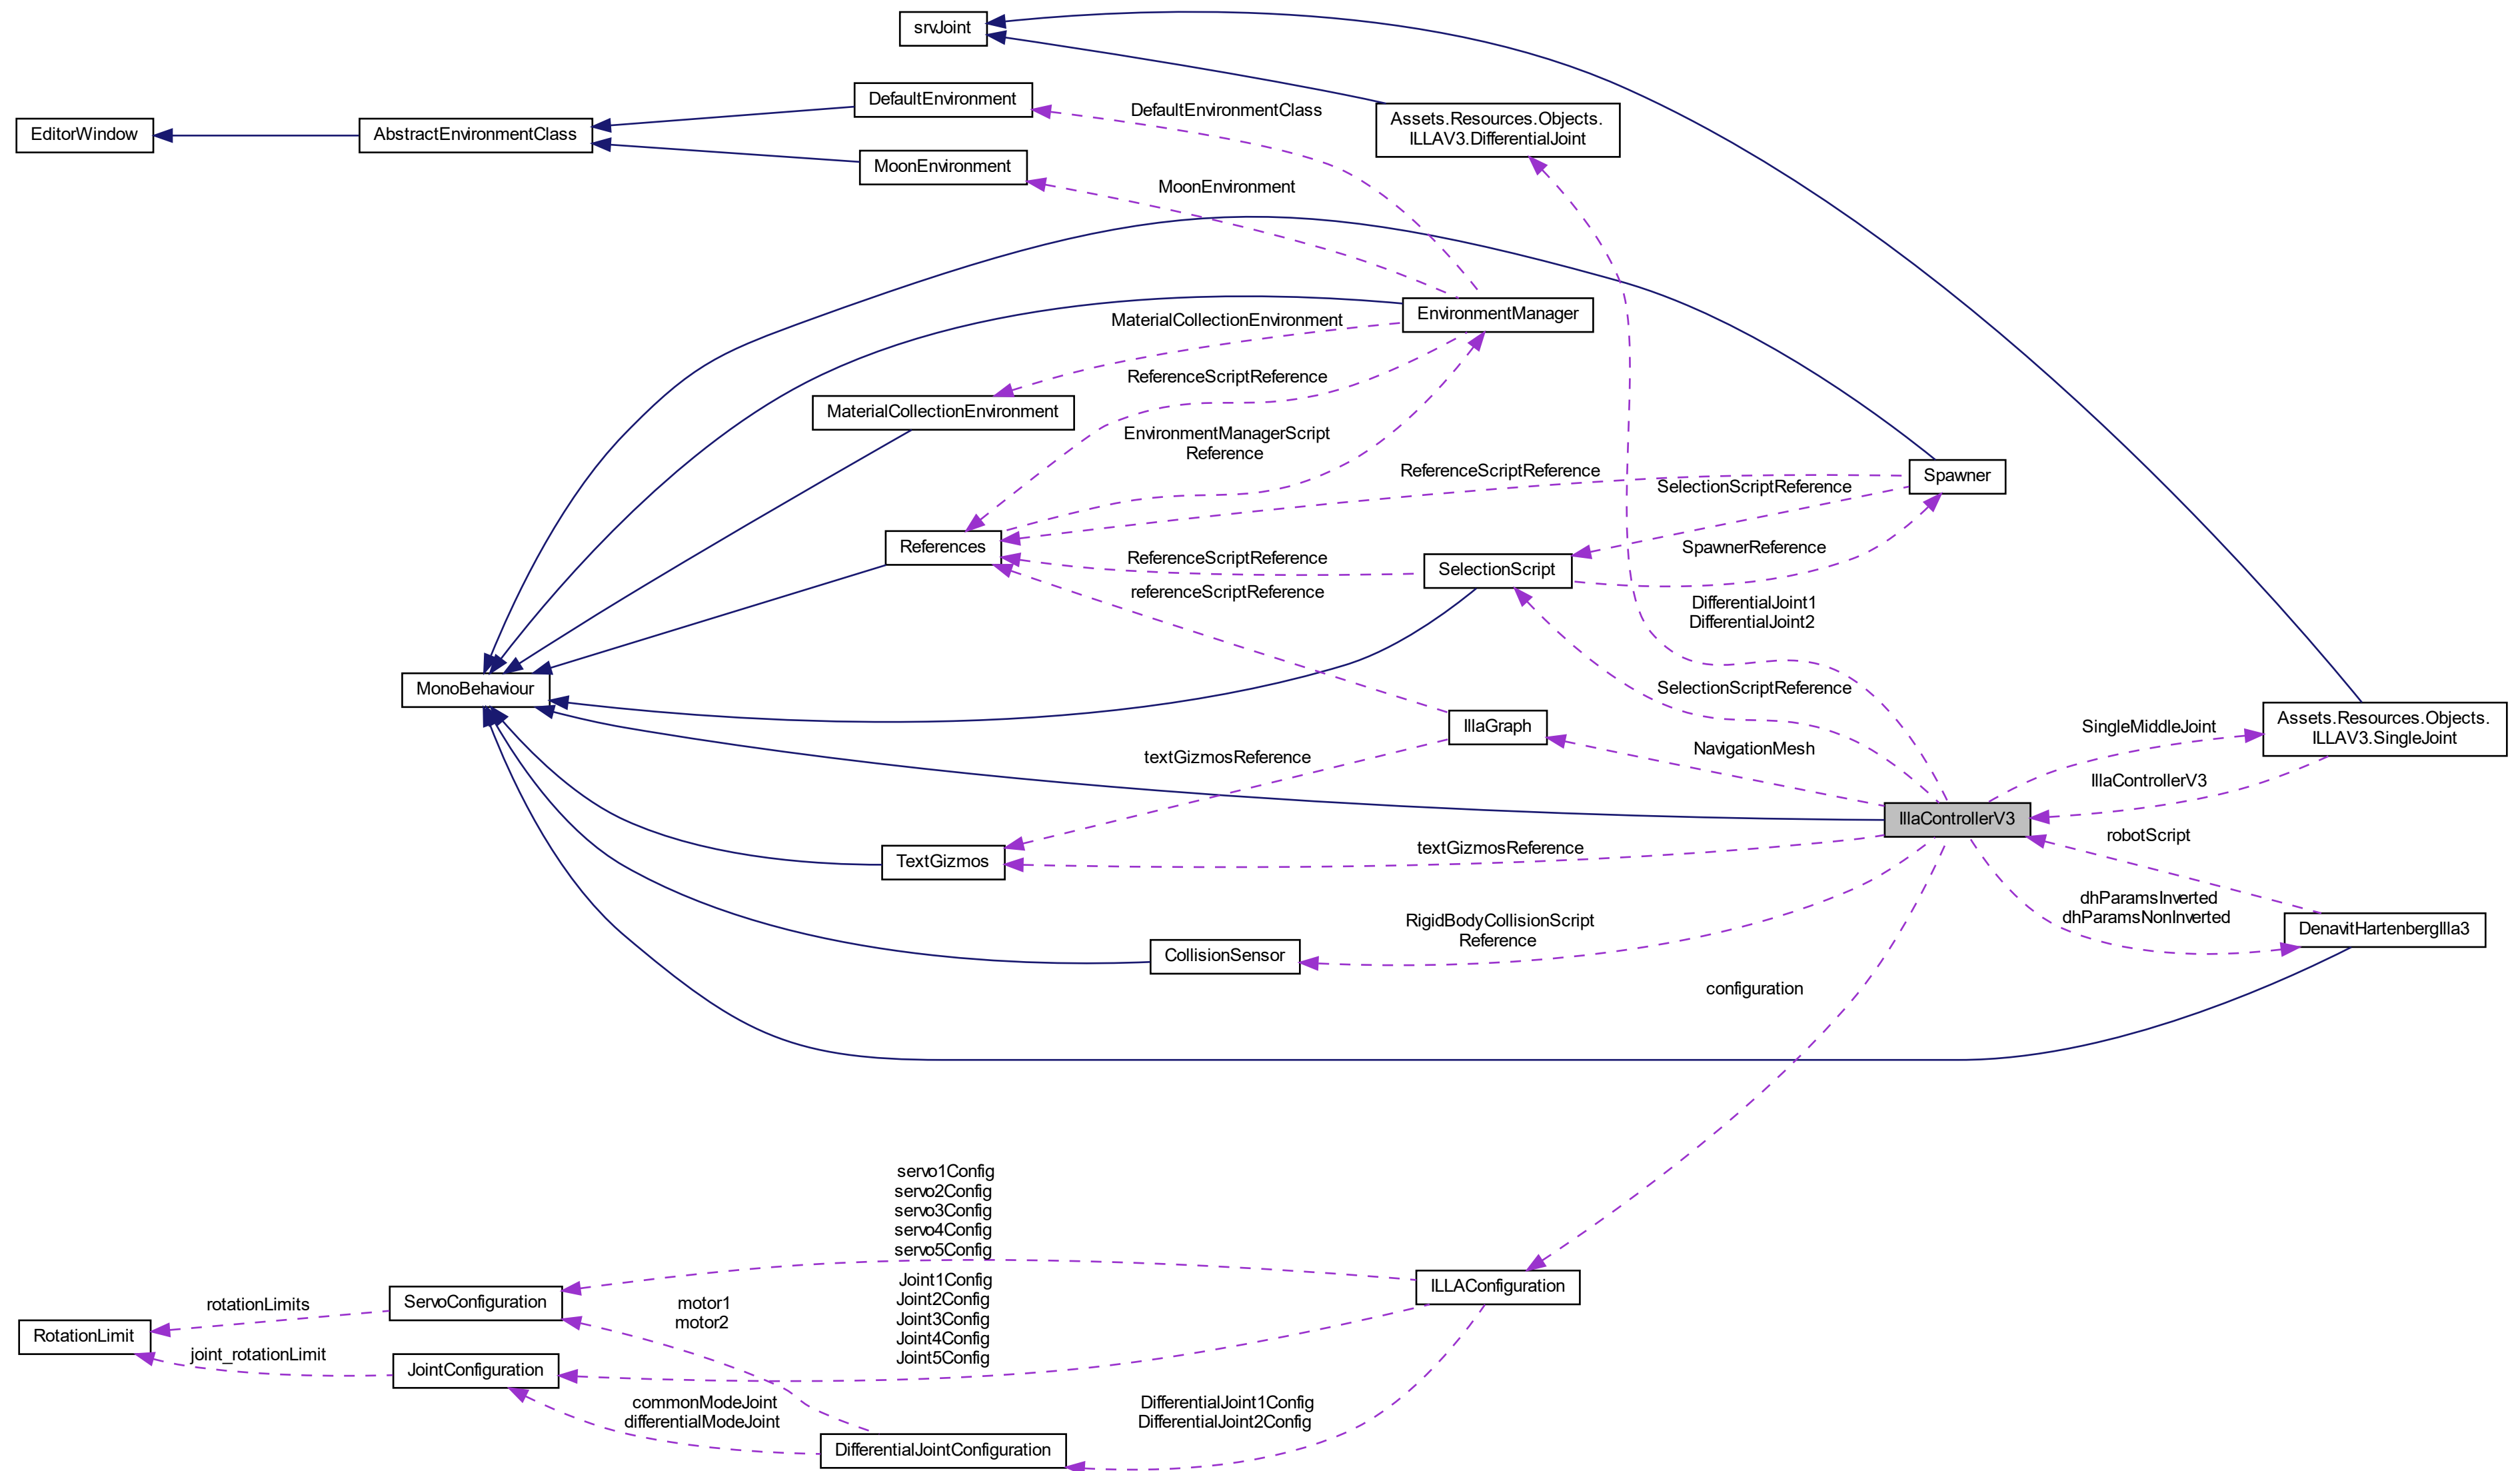 srvJoint
DefaultEnvironment
DefaultEnvironmentClass
Assets.Resources.Objects.
ILLAV3.DifferentialJoint
EditorWindow
AbstractEnvironmentClass
MoonEnvironment
MoonEnvironment
EnvironmentManager
MaterialCollectionEnvironment
ReferenceScriptReference
MaterialCollectionEnvironment
EnvironmentManagerScript
Reference
ReferenceScriptReference
Spawner
SelectionScriptReference
References
SpawnerReference
ReferenceScriptReference
SelectionScript
referenceScriptReference
DifferentialJoint1
DifferentialJoint2
MonoBehaviour
SelectionScriptReference
IllaGraph
SingleMiddleJoint
Assets.Resources.Objects.
ILLAV3.SingleJoint
textGizmosReference
NavigationMesh
IllaControllerV3
IllaControllerV3
robotScript
textGizmosReference
TextGizmos
dhParamsInverted
dhParamsNonInverted
RigidBodyCollisionScript
Reference
DenavitHartenbergIlla3
CollisionSensor
configuration
servo1Config
servo2Config
servo3Config
servo4Config
servo5Config
Joint1Config
Joint2Config
Joint3Config
Joint4Config
Joint5Config
ILLAConfiguration
ServoConfiguration
rotationLimits
motor1
motor2
RotationLimit
joint_rotationLimit
JointConfiguration
commonModeJoint
differentialModeJoint
DifferentialJoint1Config
DifferentialJoint2Config
DifferentialJointConfiguration